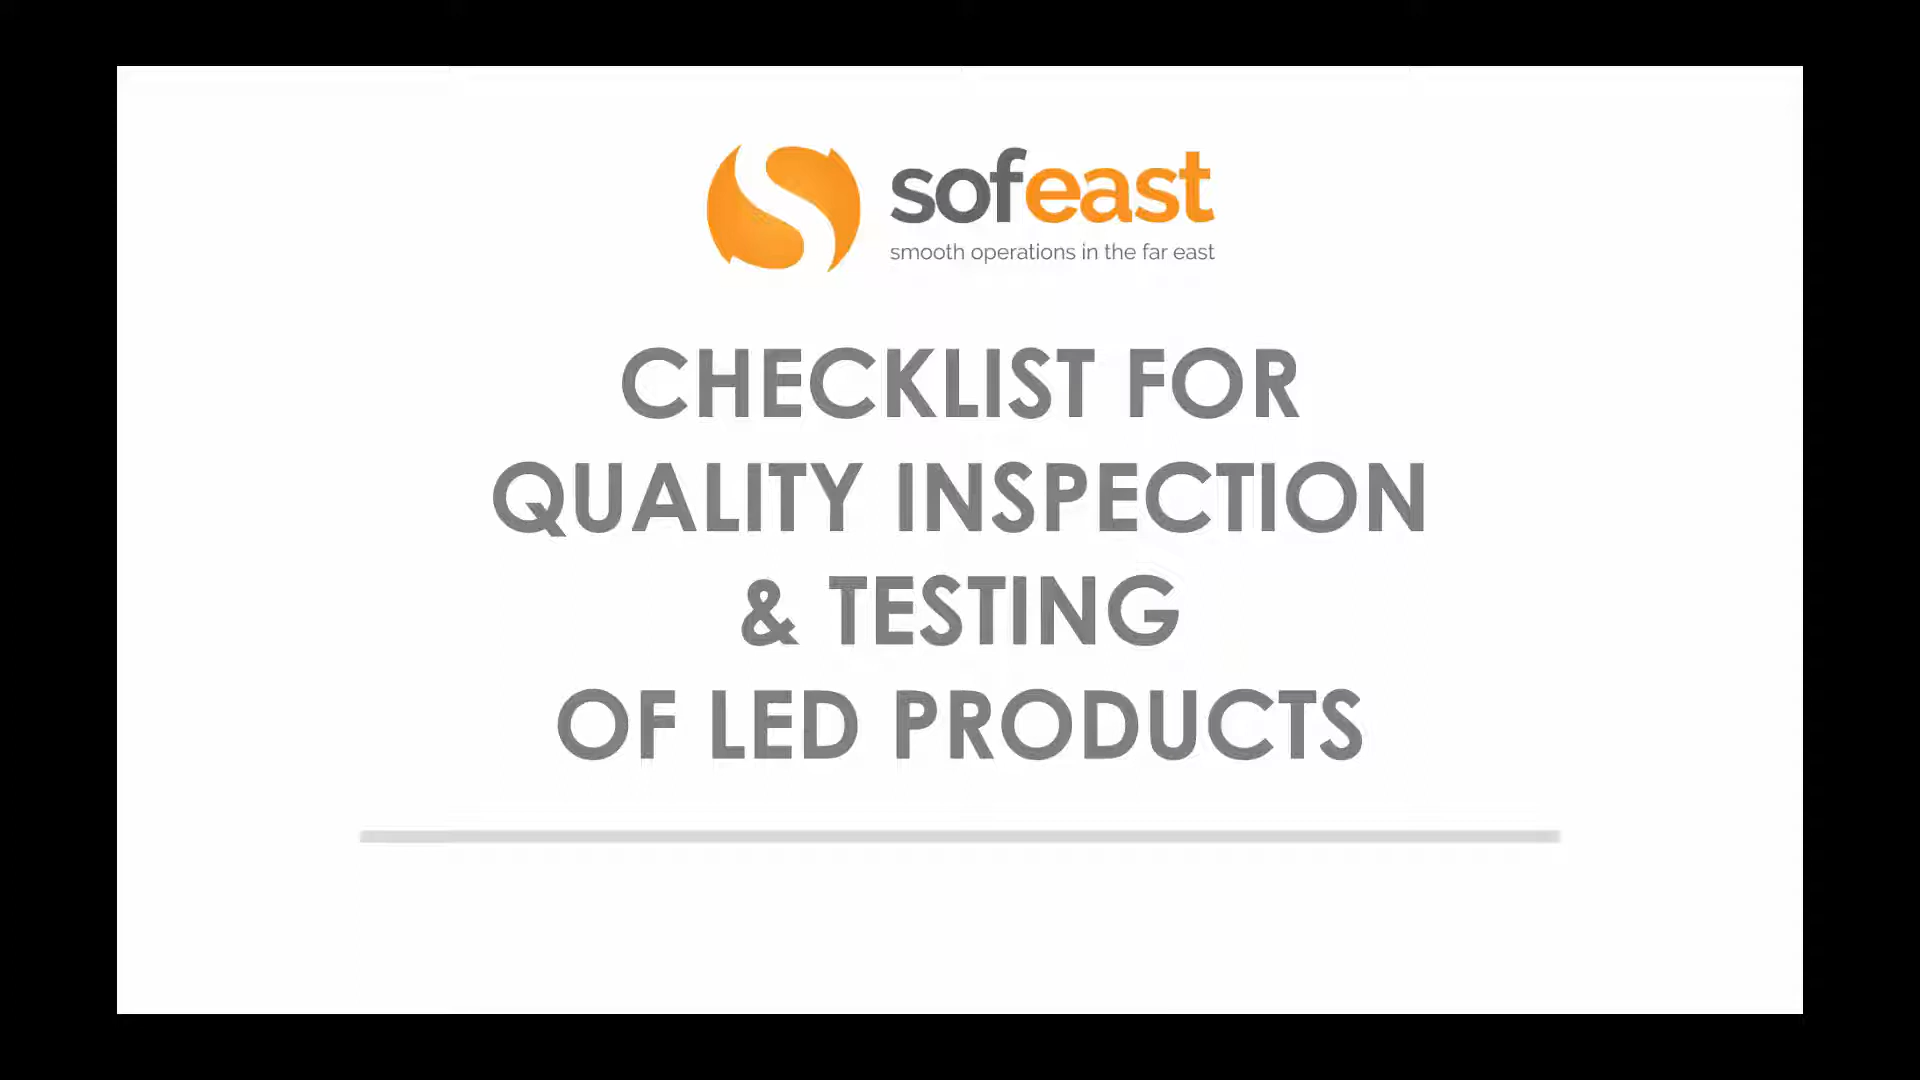 sofeast
smooth operations in the far east
CHECKLIST FOR
QUALITY INSPECTION
& TESTING
OF LED PRODUCTS